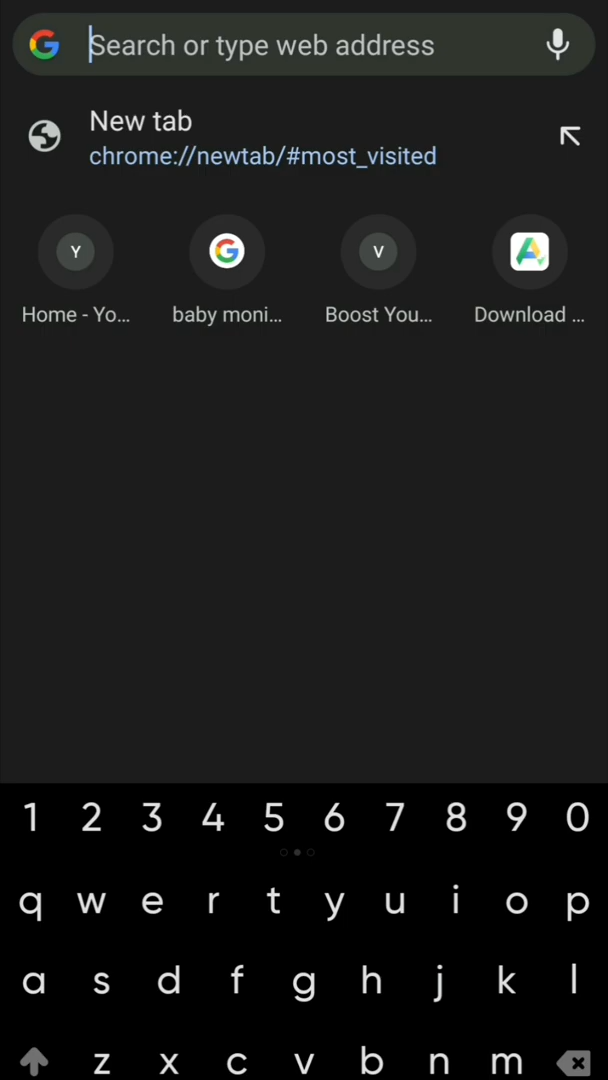 Search or type web address
New tab
chrome://newtab/#most_visited
Y
V
Home - Yo...
baby moni...
Boost You...
Download ...
1 2 3 4 5 6 7 8 9 0
q w e r t y u i o p
a s d f g h j k l
z x c v b n m